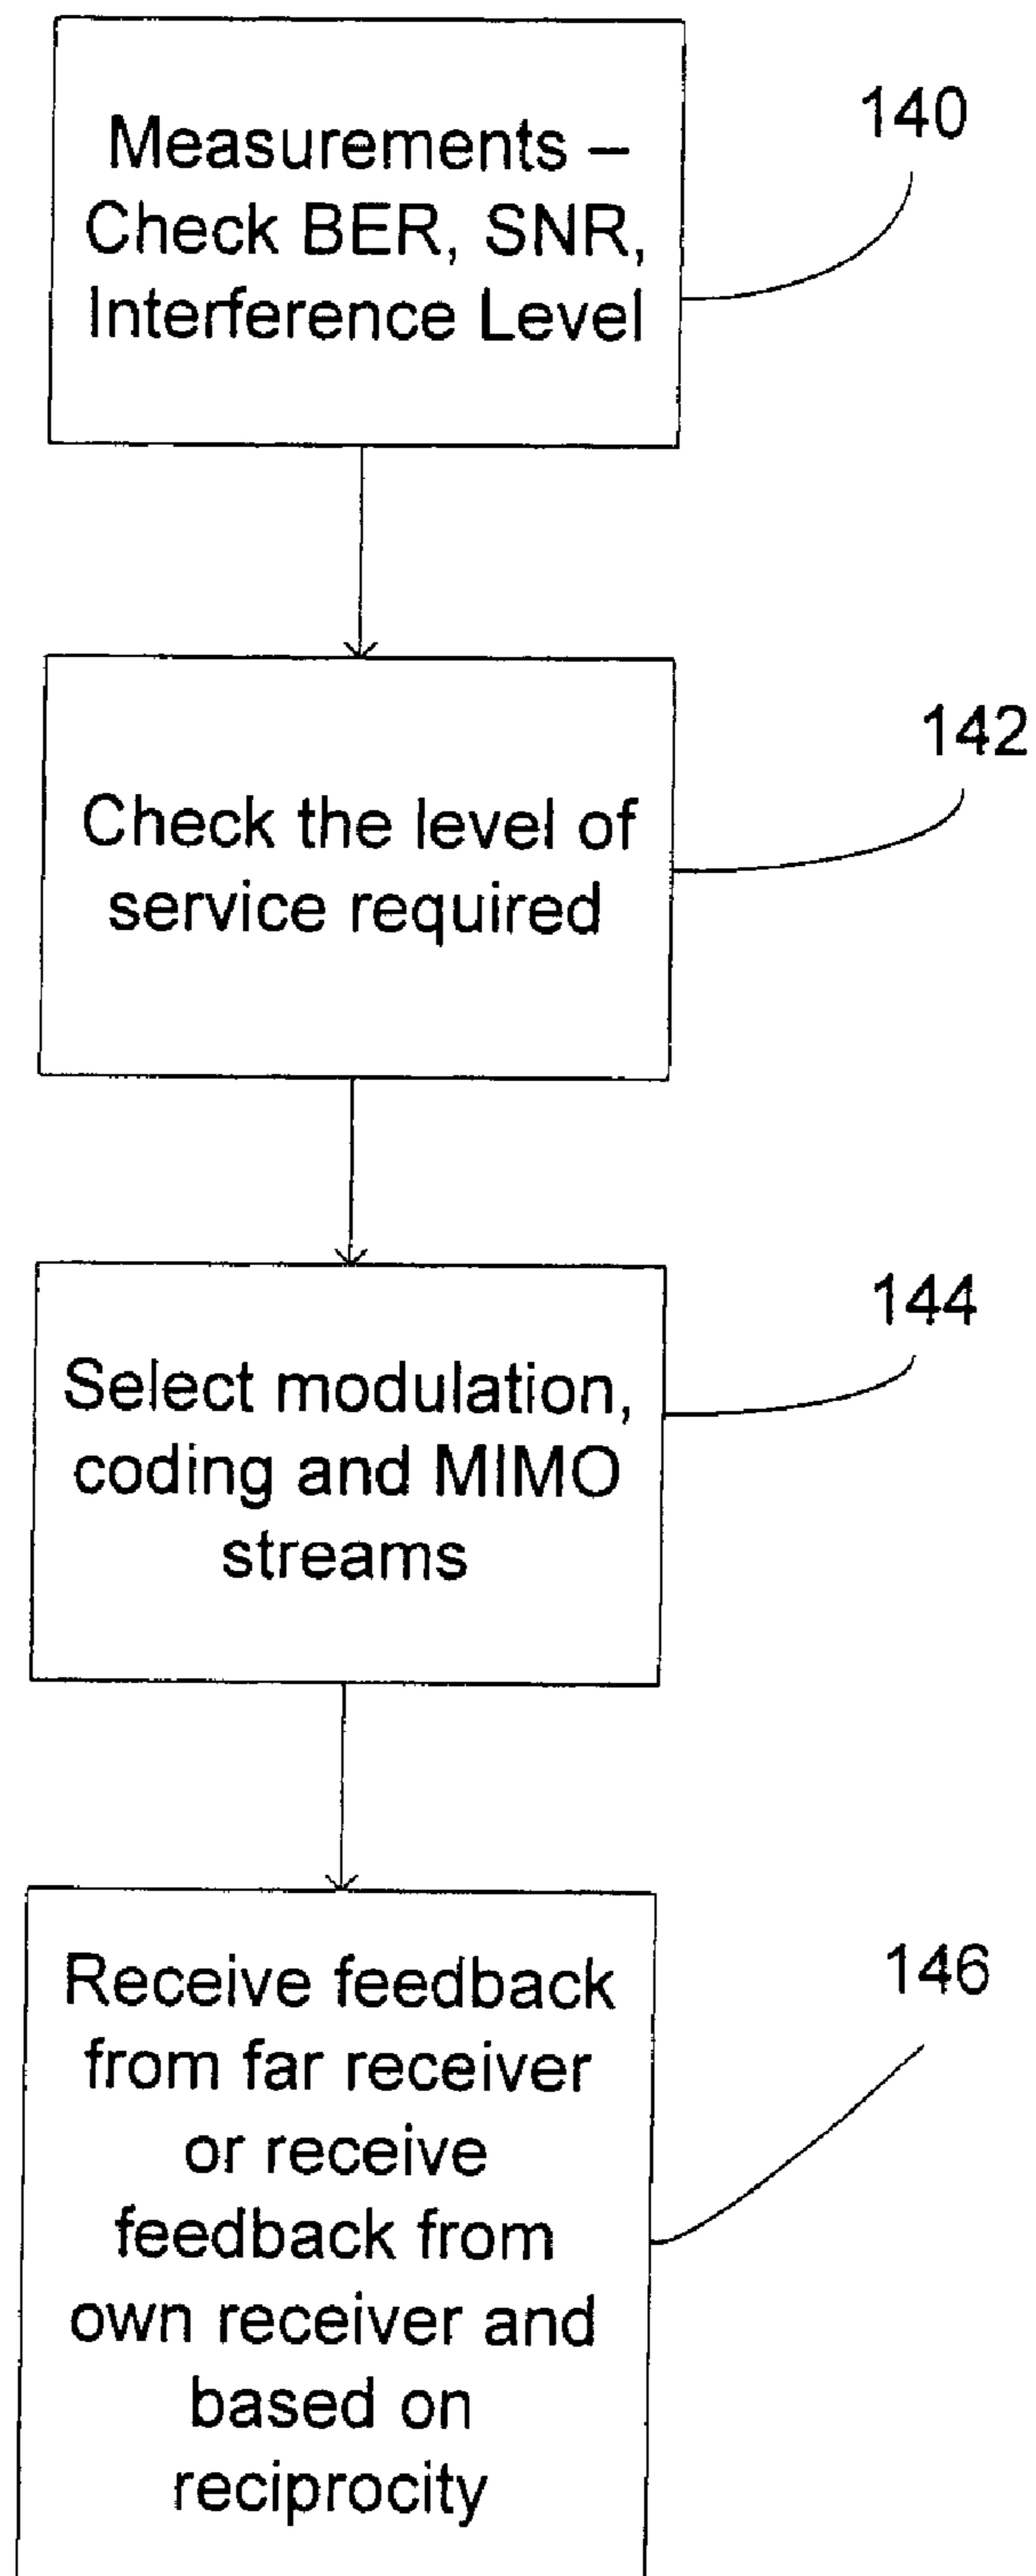 Measurements –
Check BER, SNR,
Interference Level
140
Check the level of
service required
142
Select modulation,
coding and MIMO
streams
144
Receive feedback
from far receiver
or receive
feedback from
own receiver and
based on
reciprocity
146